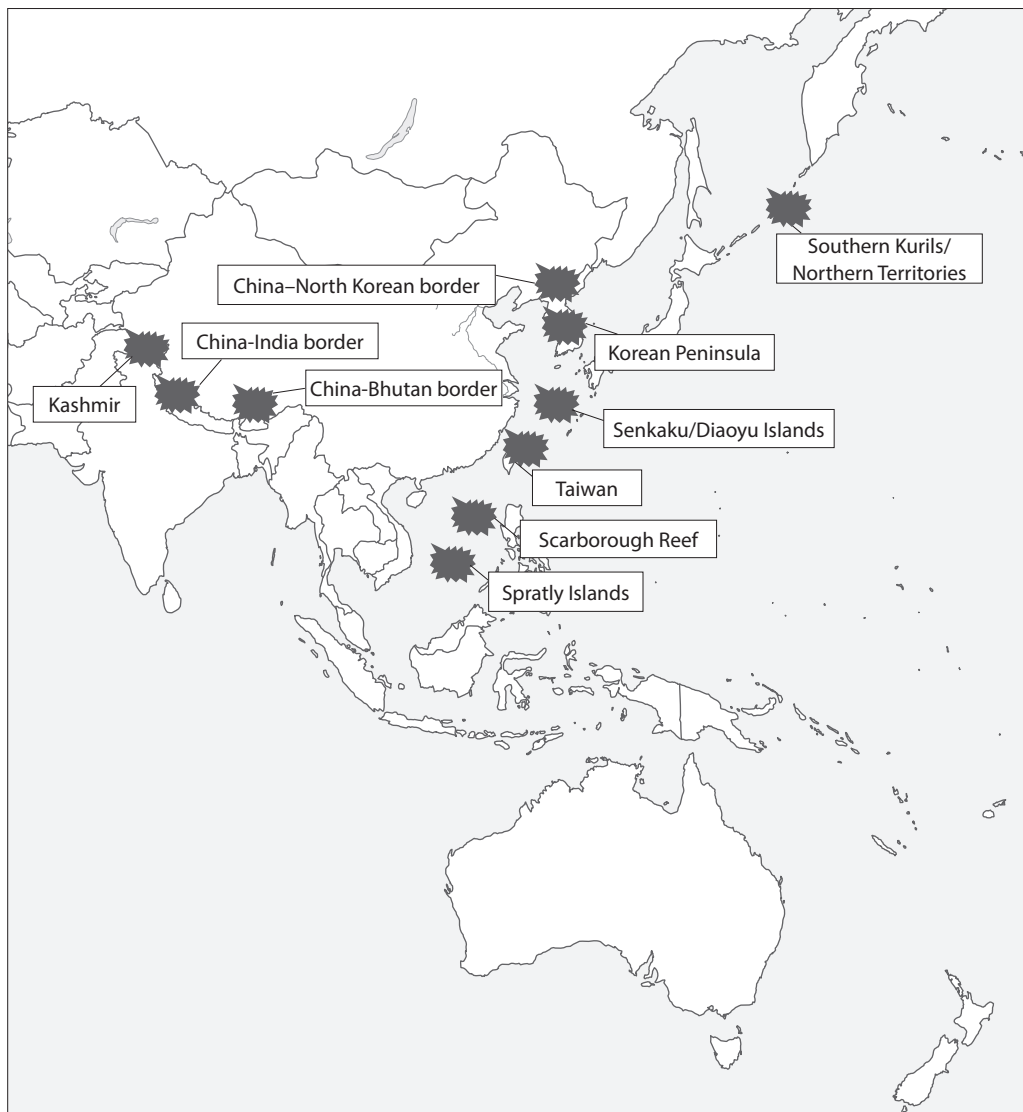 Southern Kurils/
Northern Territories
China–North Korean border
China-India border
Korean Peninsula
China-Bhutan border
Kashmir
Senkaku/Diaoyu Islands
Taiwan
Scarborough Reef
Spratly Islands